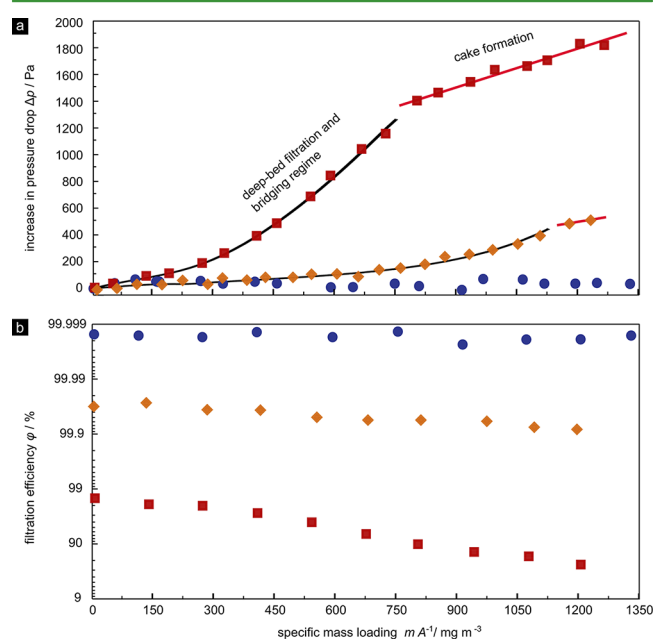 a
2000
1800
1600
1400
1200
1000
800
600
400
200
0
increase in pressure drop Δp / Pa
deep-bed filtration and
bridging regime
cake formation
b
99.999
99.99
99.9
99
90
9
filtration efficiency φ / %
0 150 300 450 600 750 900 1050 1200 1350
specific mass loading m A⁻¹/ mg m⁻³